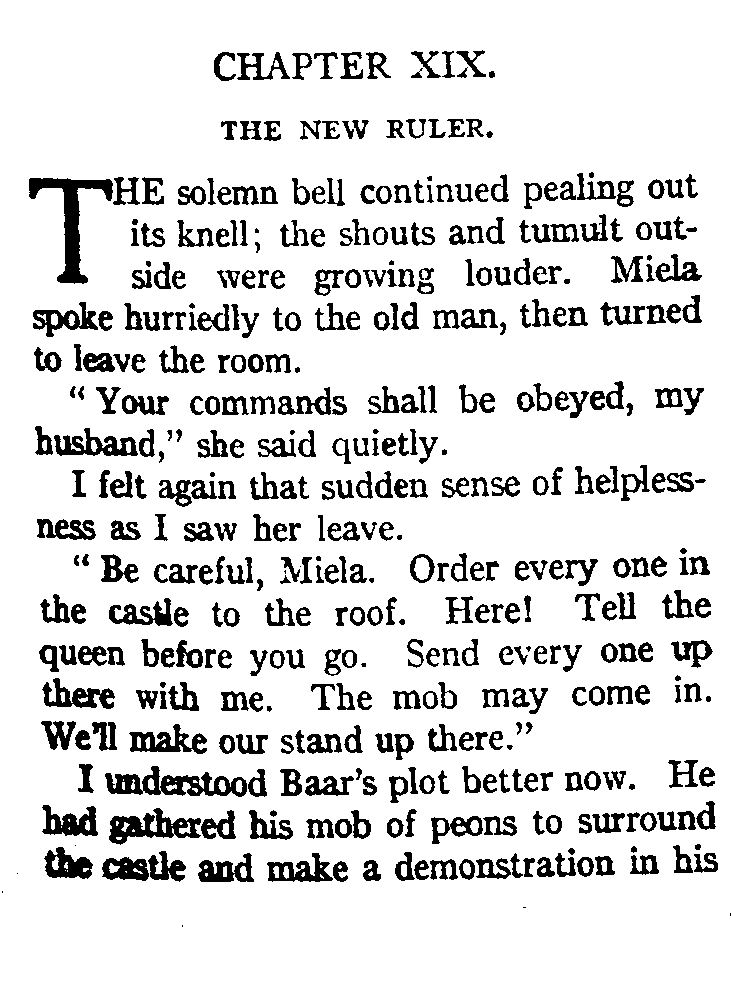 CHAPTER XIX.
THE NEW RULER.
THE solemn bell continued pealing out
its knell; the shouts and tumult out-
side were growing louder. Miela
spoke hurriedly to the old man, then turned
to leave the room.
“ Your commands shall be obeyed, my
husband,” she said quietly.
I felt again that sudden sense of helpless-
ness as I saw her leave.
“ Be careful, Miela. Order every one in
the castle to the roof. Here! Tell the
queen before you go. Send every one up
there with me. The mob may come in.
We’ll make our stand up there.”
I understood Baar’s plot better now. He
had gathered his mob of peons to surround
the castle and make a demonstration in his